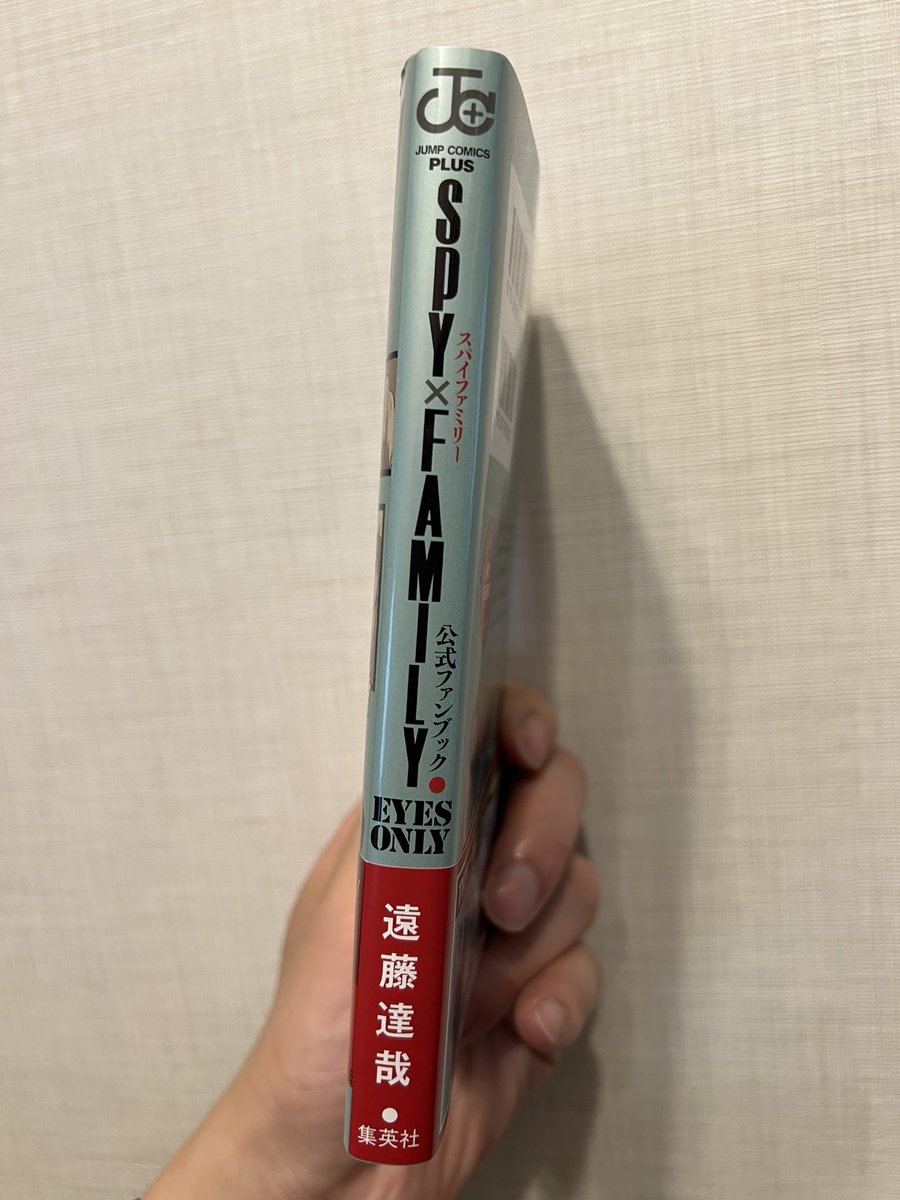 JC+
JUMP COMICS
PLUS
SPY×FAMILY
スパイファミリー
公式ファンブック
EYES
ONLY
遠藤達哉
集英社